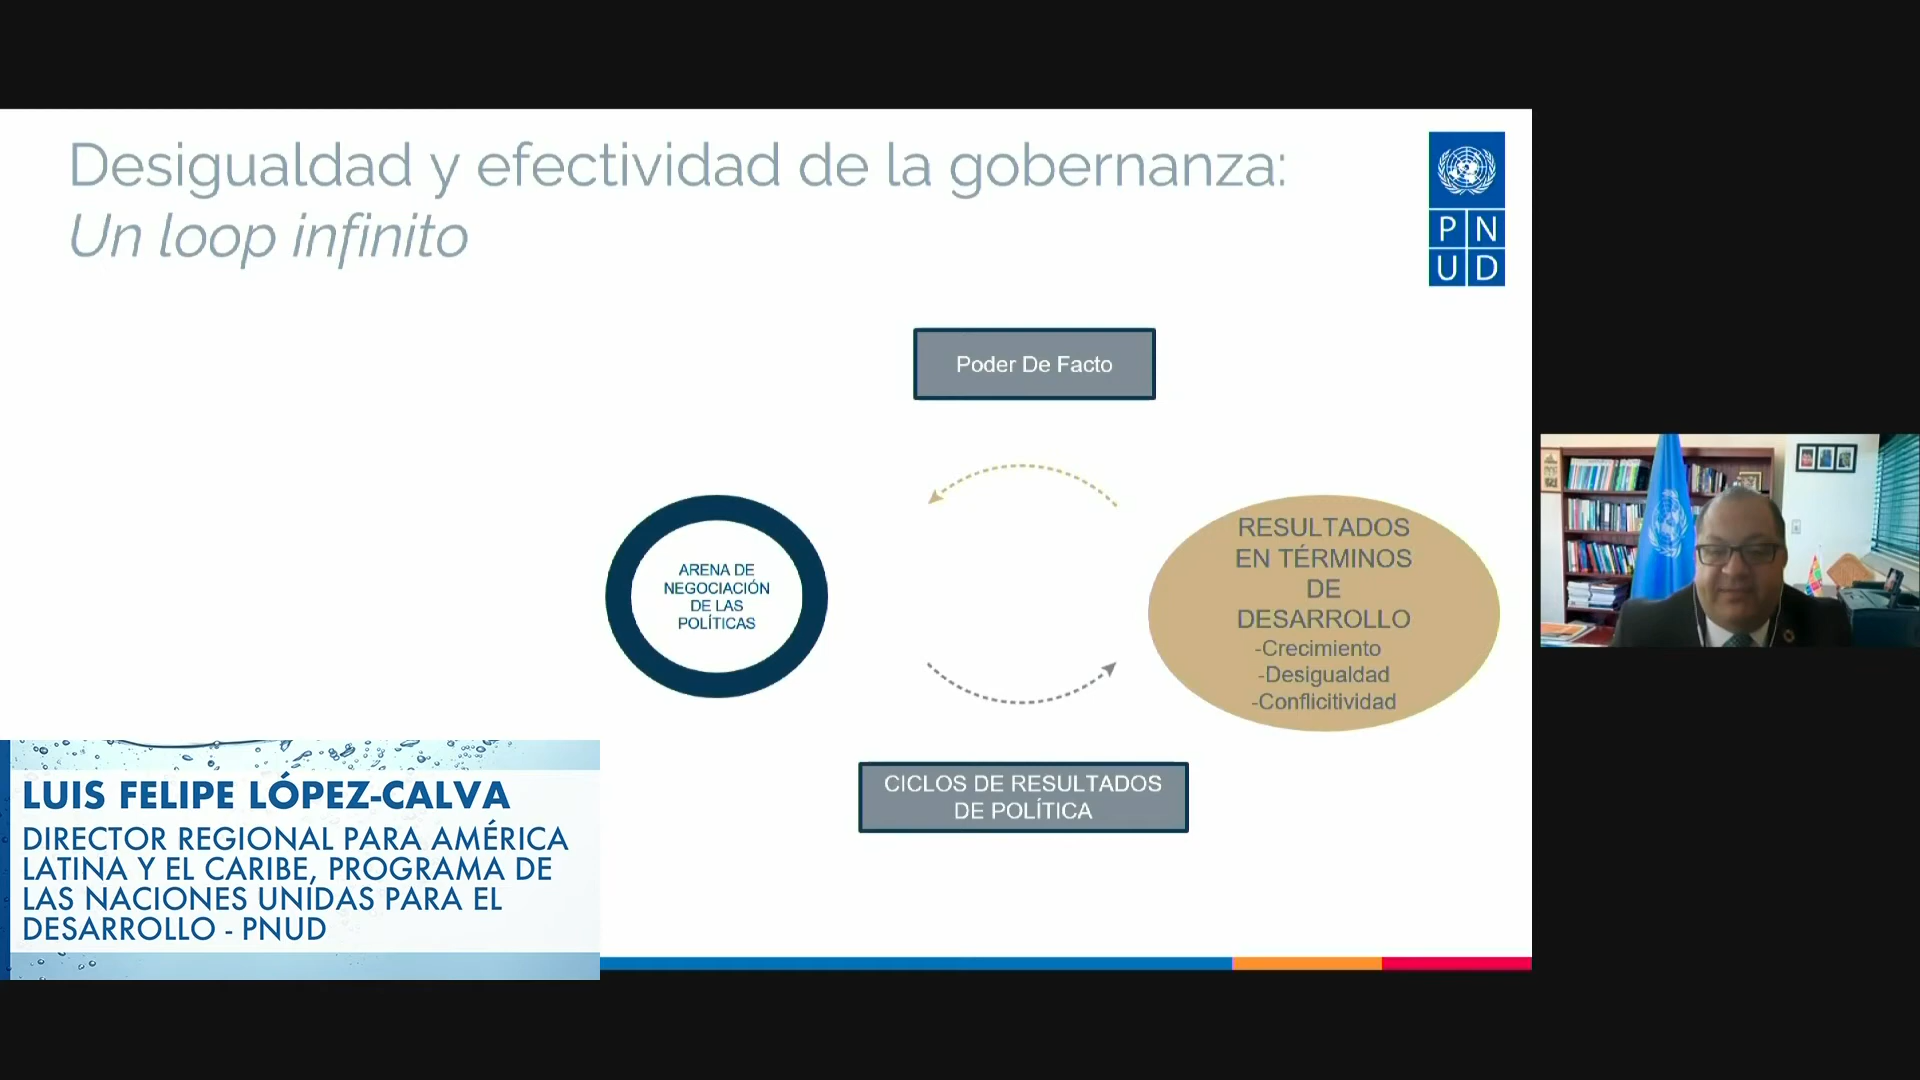 Desigualdad y efectividad de la gobernanza:
Un loop infinito
P N
U D
Poder De Facto
ARENA DE
NEGOCIACIÓN
DE LAS
POLÍTICAS
RESULTADOS
EN TÉRMINOS
DE
DESARROLLO
-Crecimiento
-Desigualdad
-Conflicitividad
CICLOS DE RESULTADOS
DE POLÍTICA
LUIS FELIPE LÓPEZ-CALVA
DIRECTOR REGIONAL PARA AMÉRICA
LATINA Y EL CARIBE, PROGRAMA DE
LAS NACIONES UNIDAS PARA EL
DESARROLLO - PNUD